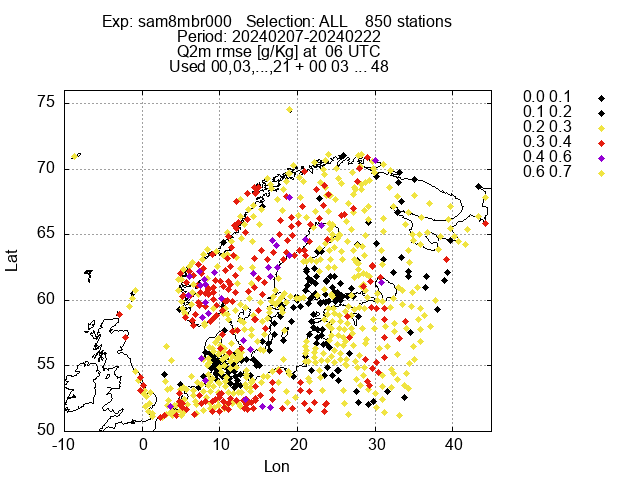 Exp: sam8mbr000   Selection: ALL    850 stations
Period: 20240207-20240222
Q2m rmse [g/Kg] at  06 UTC
Used 00,03,...,21 + 00 03 ... 48
0.0 0.1
0.1 0.2
0.2 0.3
0.3 0.4
0.4 0.6
0.6 0.7
75
70
65
60
55
50
Lat
-10 0 10 20 30 40
Lon